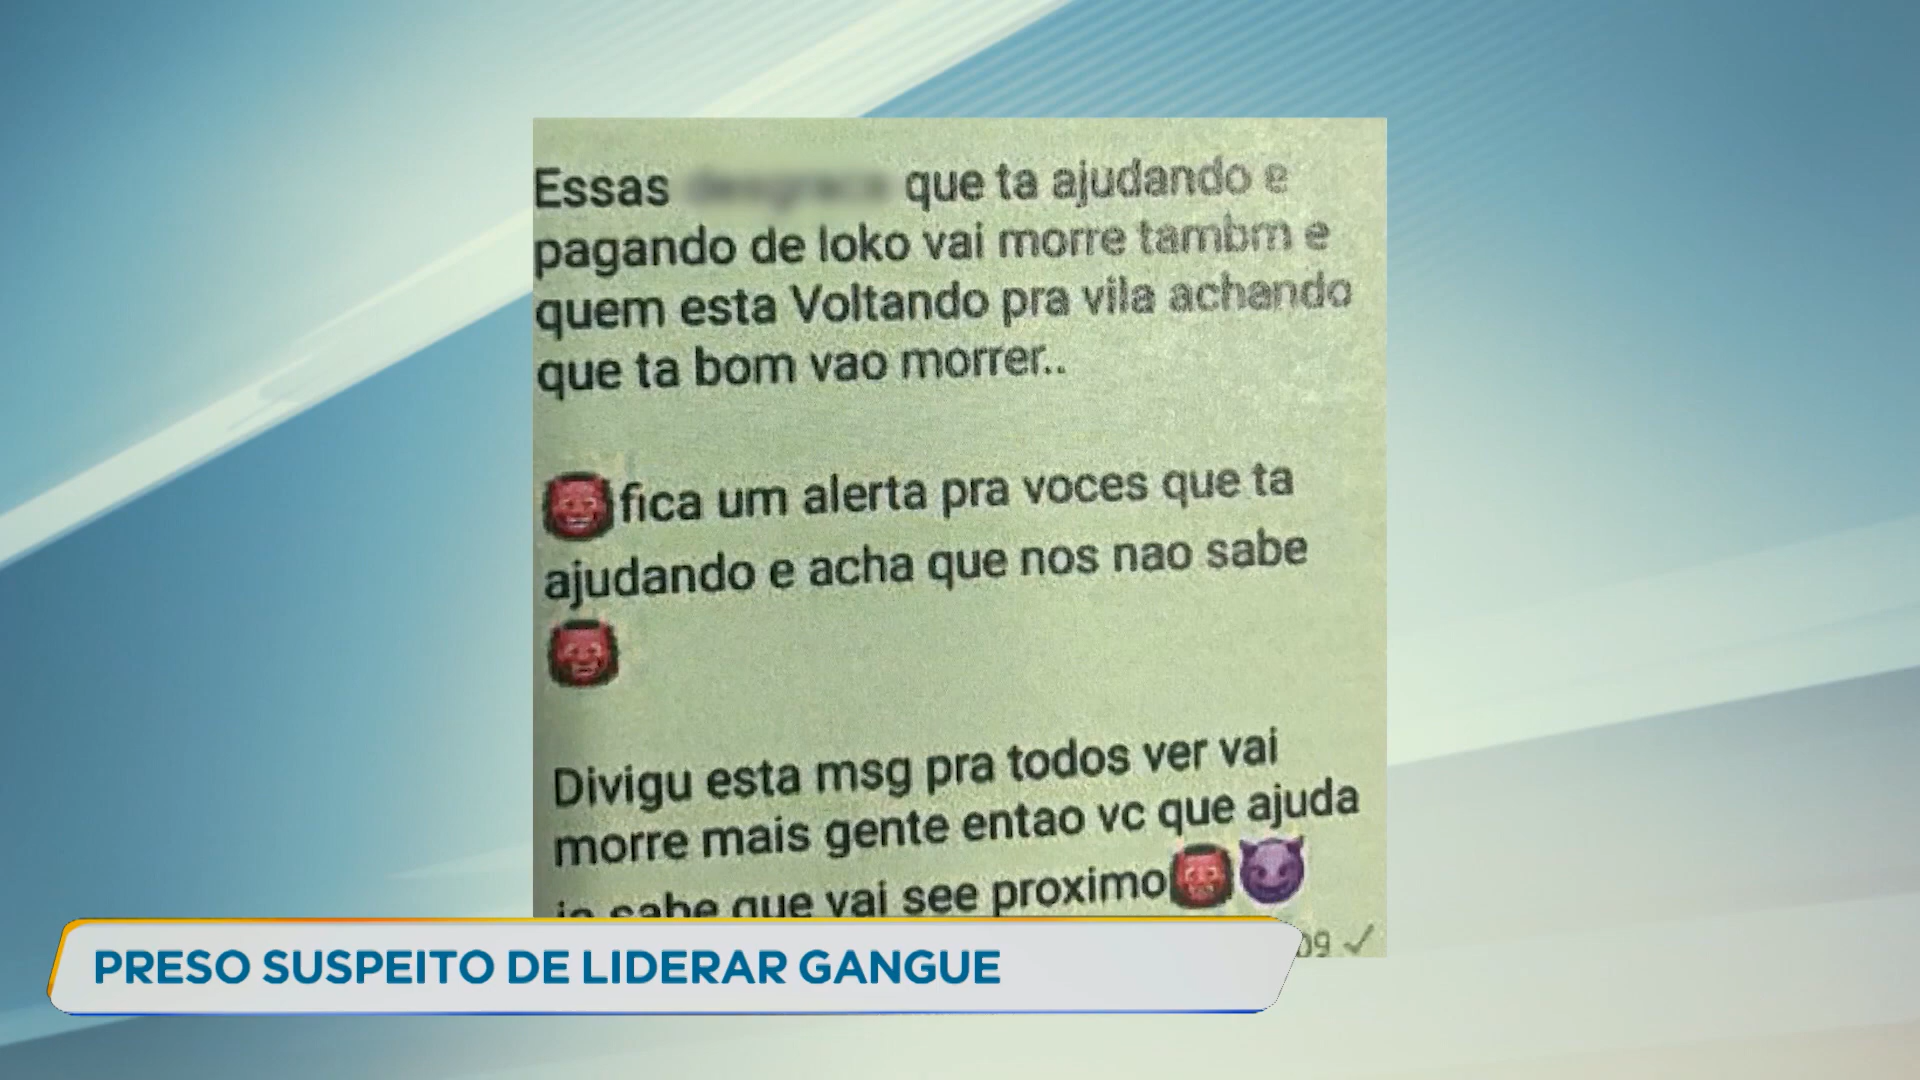 Essas que ta ajudando e
pagando de loko vai morre tambm e
quem esta Voltando pra vila achando
que ta bom vao morrer..
👹fica um alerta pra voces que ta
ajudando e acha que nos nao sabe
👹
Divigu esta msg pra todos ver vai
morre mais gente entao vc que ajuda
sabe que vai see proximo👹😈
09 ✓
PRESO SUSPEITO DE LIDERAR GANGUE